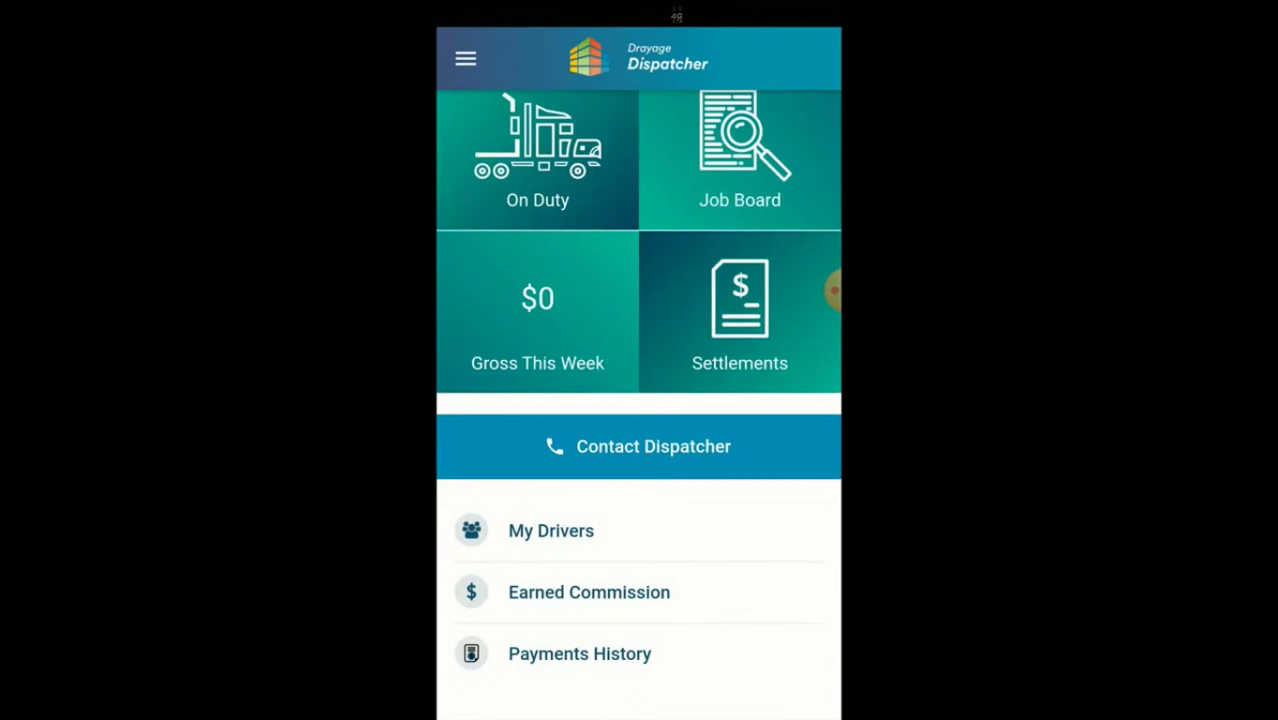 4G
Drayage
Dispatcher
On Duty
Job Board
$0
$
Gross This Week
Settlements
Contact Dispatcher
My Drivers
$
Earned Commission
Payments History